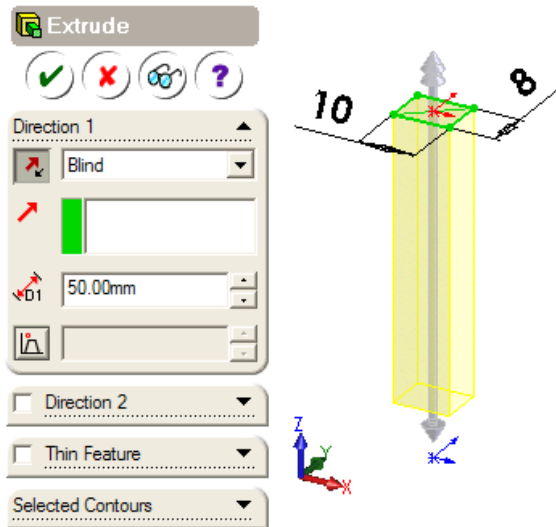 Extrude
?
Direction 1
Blind
D1
50.00mm
Direction 2
Thin Feature
Selected Contours
10
8
Z
Y
X